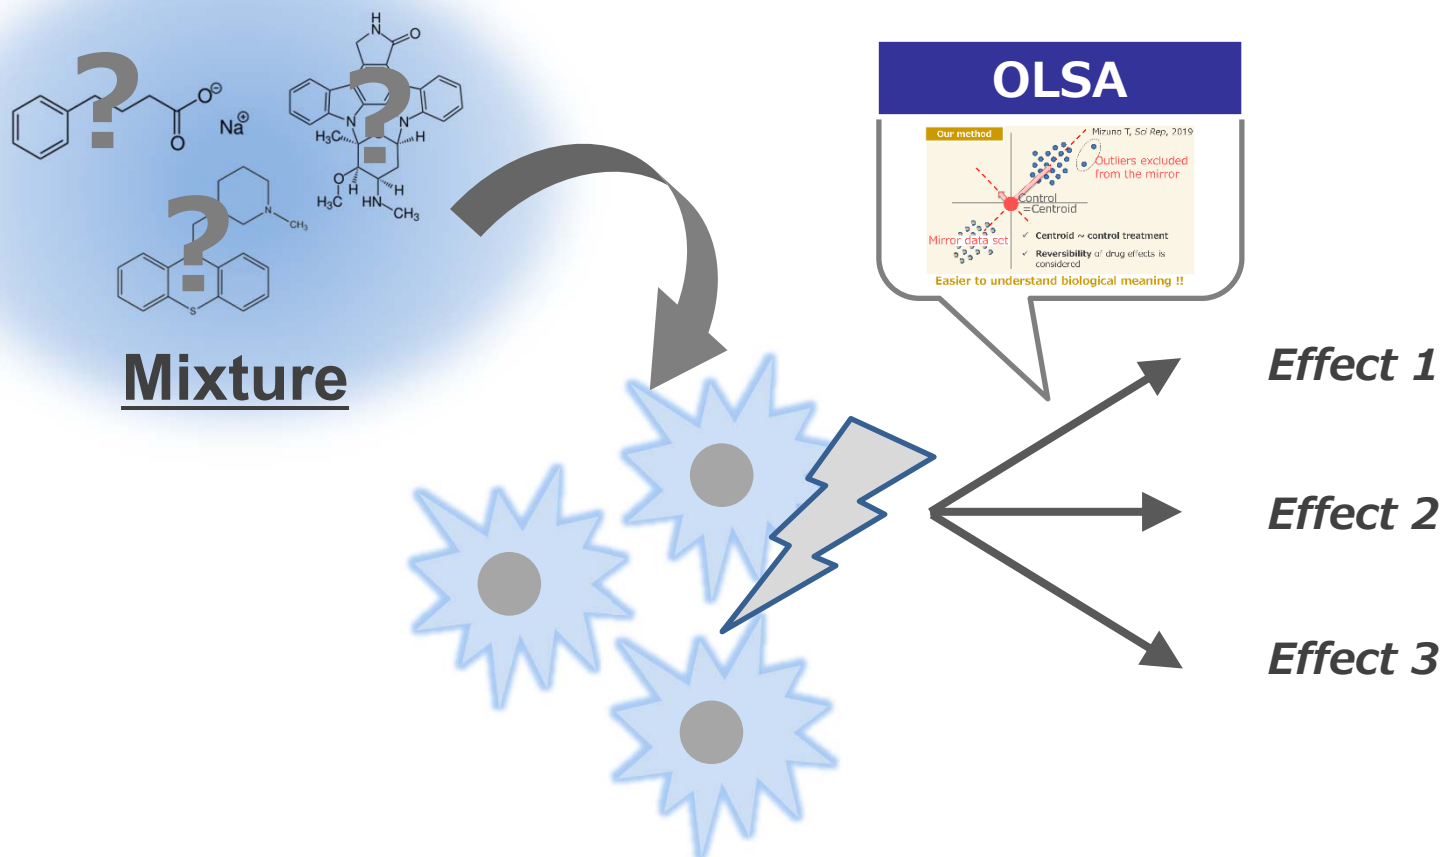 H
N
O
O⊖
O
Na⊕
N
N
H₃C
H
H
H
O
H₃C
HN
CH₃
N
CH₃
S
?
?
?
Mixture
OLSA
Our method
Mizuno T, Sci Rep, 2019
Outliers excluded
from the mirror
Control
=Centroid
Mirror data set
✓ Centroid ~ control treatment
✓ Reversibility of drug effects is
considered
Easier to understand biological meaning !!
Effect 1
Effect 2
Effect 3